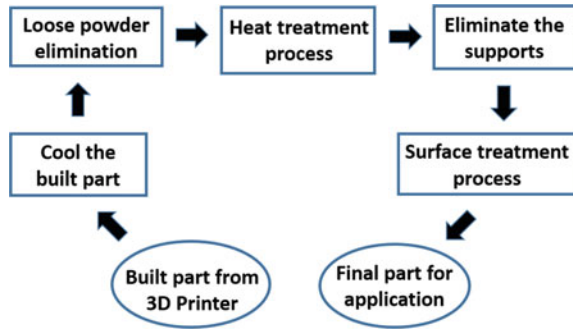 Loose powder
elimination
Heat treatment
process
Eliminate the
supports
Cool the
built part
Surface treatment
process
Built part from
3D Printer
Final part for
application